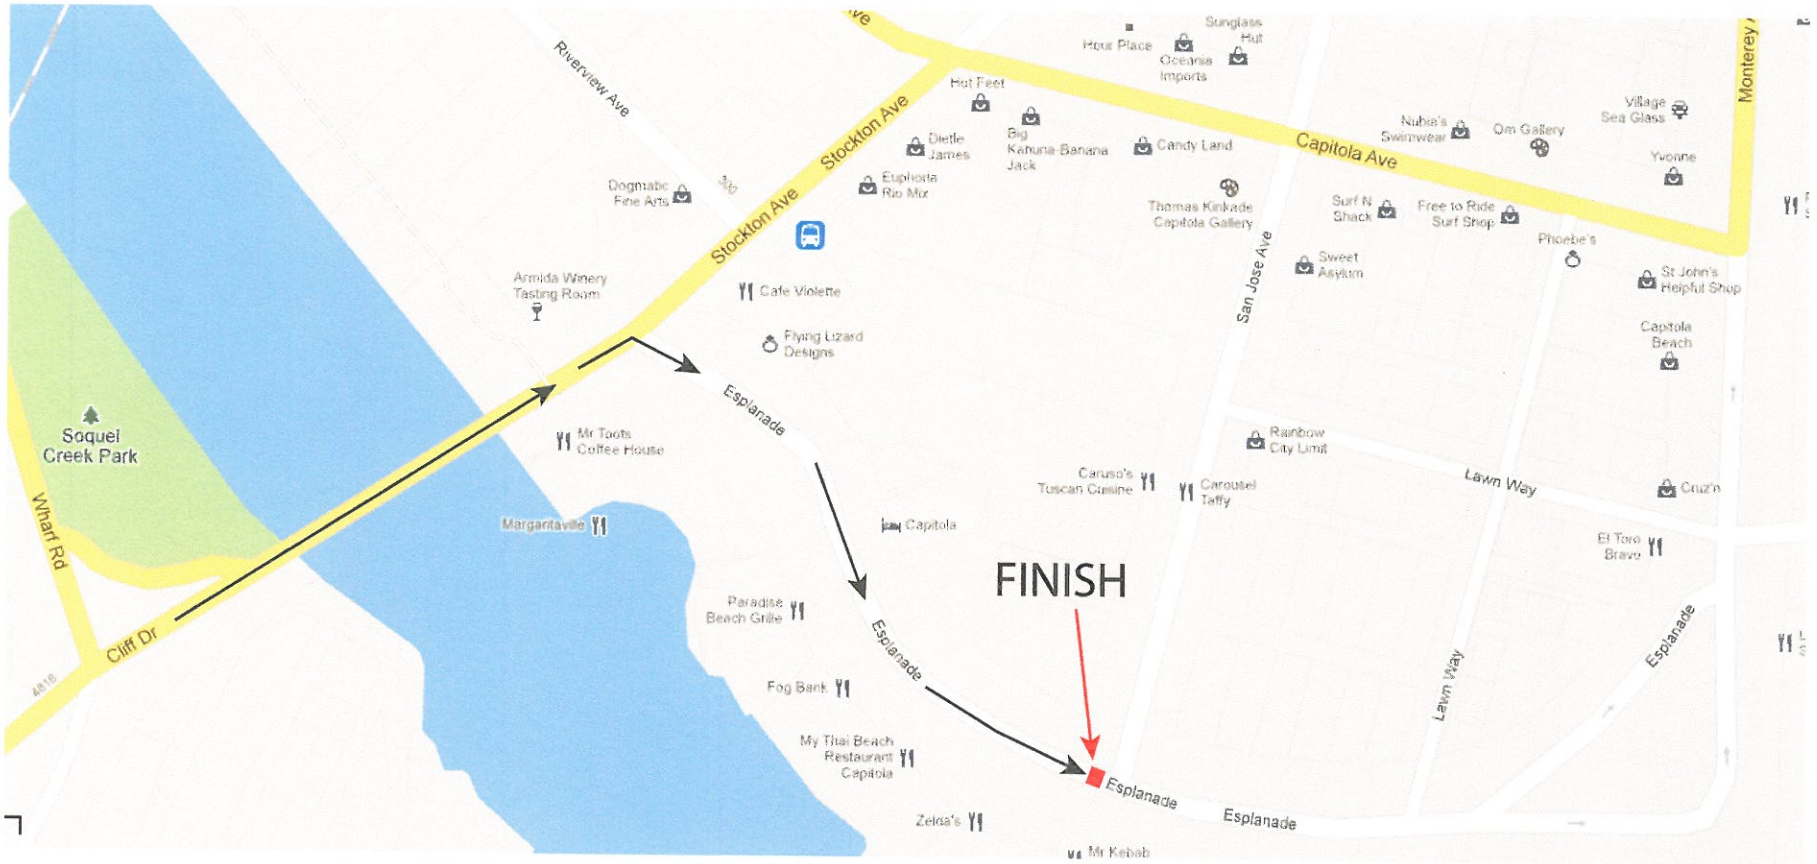 Ave
Riverview Ave
300
Hour Place
Sunglass
Hut
Oceania
Imports
Monterey A
Hot Feet
Stockton Ave
Dietle
James
Big
Kahuna-Banana
Jack
Candy Land
Capitola Ave
Nubia's
Swimwear
Om Gallery
Village
Sea Glass
Yvonne
Dogmatic
Fine Arts
Euphoria
Rio Mix
Stockton Ave
Thomas Kinkade
Capitola Gallery
Surf N
Shack
Free to Ride
Surf Shop
Phoebe's
San Jose Ave
Sweet
Asylum
St John's
Helpful Shop
Armida Winery
Tasting Room
Cafe Violette
Flying Lizard
Designs
Capitola
Beach
Esplanade
Soquel
Creek Park
Mr Toots
Coffee House
Rainbow
City Limit
Caruso's
Tuscan Cuisine
Carousel
Taffy
Lawn Way
Cruz'n
Wharf Rd
Margaritaville
Capitola
El Toro
Bravo
FINISH
Paradise
Beach Grille
Esplanade
Esplanade
Cliff Dr
4816
Fog Bank
Lawn Way
My Thai Beach
Restaurant
Capitola
Esplanade
Esplanade
Zelda's
Mr Kebab